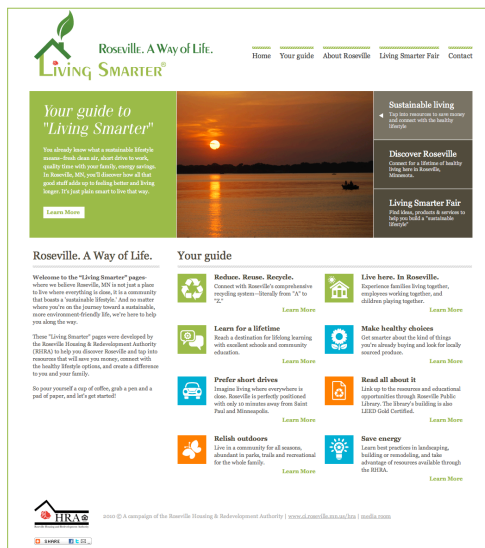 Roseville. A Way of Life.
Living Smarter®
Home Your guide About Roseville Living Smarter Fair Contact
Your guide to
"Living Smarter"
You already know what a sustainable lifestyle
means–fresh clean air, short drive to work,
quality time with your family, energy savings.
In Roseville, MN, you'll discover how all that
good stuff adds up to feeling better and living
longer. It's just plain smart to live that way.
Learn More
Sustainable living
Tap into resources to save money
and connect with the healthy
lifestyle
Discover Roseville
Connect for a lifetime of healthy
living here in Roseville,
Minnesota.
Living Smarter Fair
Find ideas, products & services to
help you build a "sustainable
lifestyle"
Roseville. A Way of Life.
Welcome to the "Living Smarter" pages–
where we believe Roseville, MN is not just a place
to live where everything is close, it is a community
that boasts a 'sustainable lifestyle.' And no matter
where you're on the journey toward a sustainable,
more environment-friendly life, we're here to help
you along the way.
These "Living Smarter" pages were developed by
the Roseville Housing & Redevelopment Authority
(RHRA) to help you discover Roseville and tap into
resources that will save you money, connect with
the healthy lifestyle options, and create a difference
to you and your family.
So pour yourself a cup of coffee, grab a pen and a
pad of paper, and let's get started!
Your guide
Reduce. Reuse. Recycle.
Connect with Roseville's comprehensive
recycling system—literally from "A" to
"Z."
Learn More
Live here. In Roseville.
Experience families living together,
employees working together, and
children playing together.
Learn More
Learn for a lifetime
Reach a destination for lifelong learning
with excellent schools and community
education.
Learn More
Make healthy choices
Get smarter about the kind of things
you're already buying and look for locally
sourced produce.
Learn More
Prefer short drives
Imagine living where everywhere is
close. Roseville is perfectly positioned
with only 10 minutes away from Saint
Paul and Minneapolis.
Learn More
Read all about it
Link up to the resources and educational
opportunities through Roseville Public
Library. The library's building is also
LEED Gold Certified.
Learn More
Relish outdoors
Live in a community for all seasons,
abundant in parks, trails and recreational
for the whole family.
Learn More
Save energy
Learn best practices in landscaping,
building or remodeling, and take
advantage of resources available through
the RHRA.
Learn More
HRA
2010 © A campaign of the Roseville Housing & Redevelopment Authority | www.ci.roseville.mn.us/hra | media room
SHARE